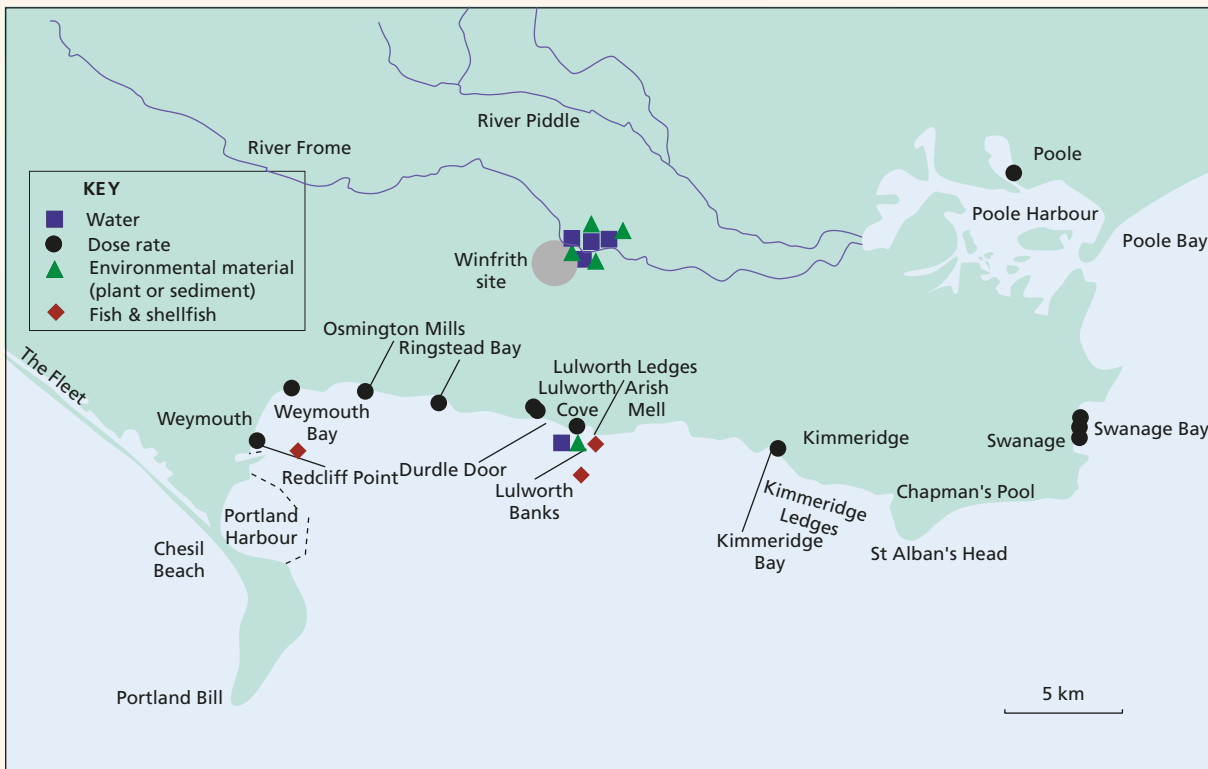 River Piddle
River Frome
Poole
Poole Harbour
Poole Bay
KEY
Water
Dose rate
Environmental material
(plant or sediment)
Fish & shellfish
Winfrith
site
Osmington Mills
Ringstead Bay
The Fleet
Lulworth Ledges
Lulworth
Cove
Arish
Mell
Weymouth
Weymouth
Bay
Redcliff Point
Durdle Door
Lulworth
Banks
Kimmeridge
Swanage
Swanage Bay
Chapman's Pool
Kimmeridge
Ledges
Kimmeridge
Bay
St Alban's Head
Portland
Harbour
Chesil
Beach
Portland Bill
5 km